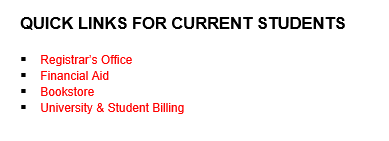 QUICK LINKS FOR CURRENT STUDENTS
▪ Registrar's Office
▪ Financial Aid
▪ Bookstore
▪ University & Student Billing